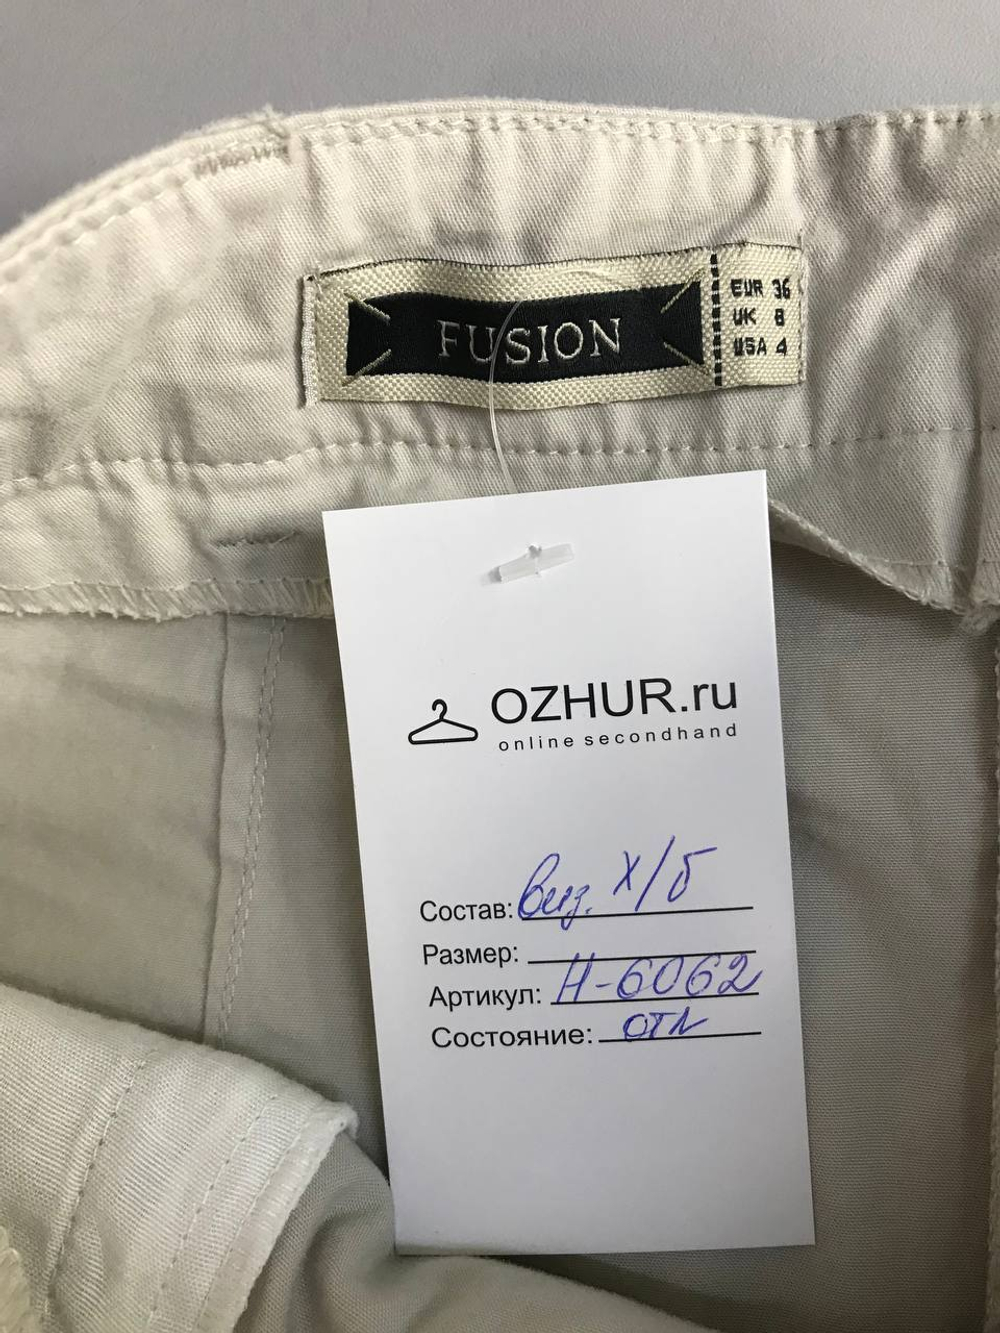 FUSION
EUR 36
UK 8
USA 4
OZHUR.ru
online secondhand
Состав: виз. х/б
Размер:
Артикул: Н-6062
Состояние: отл